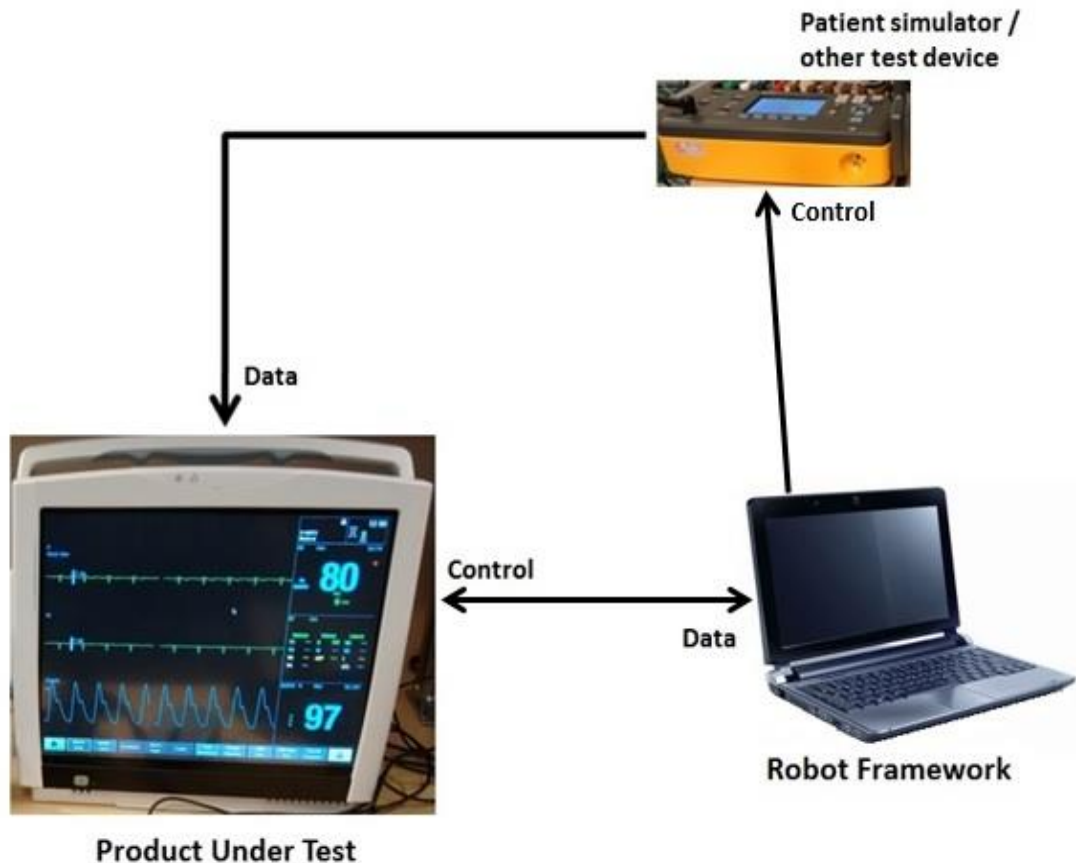 Patient simulator /
other test device
Control
Data
80
97
Control
Data
Robot Framework
Product Under Test